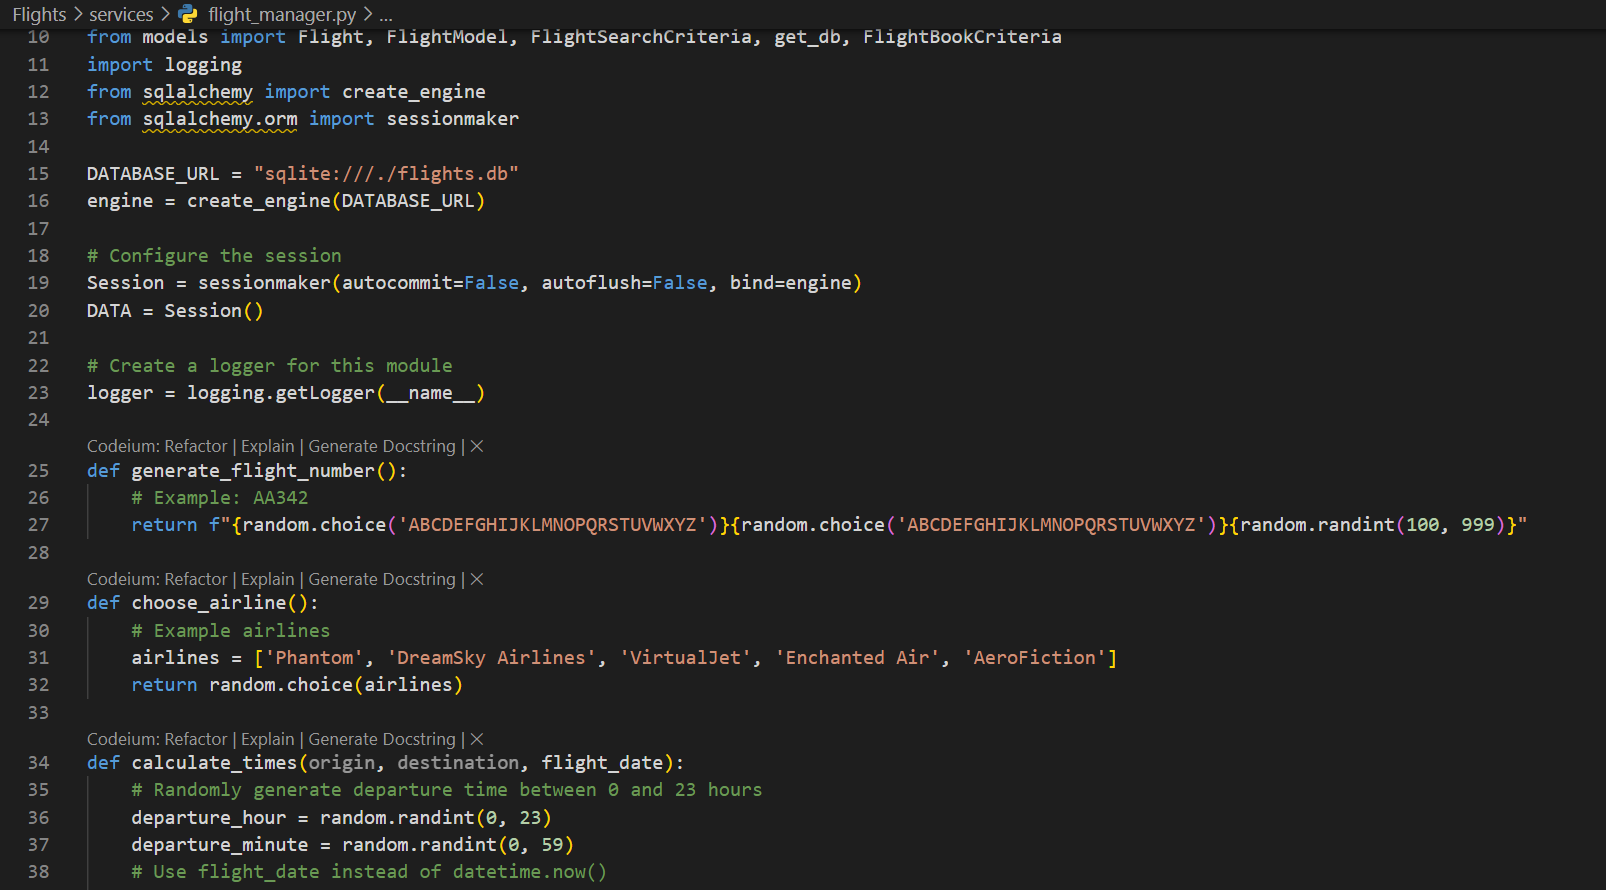 Flights > services > flight_manager.py > ...
10 from models import Flight, FlightModel, FlightSearchCriteria, get_db, FlightBookCriteria
11 import logging
12 from sqlalchemy import create_engine
13 from sqlalchemy.orm import sessionmaker
14
15 DATABASE_URL = "sqlite:///./flights.db"
16 engine = create_engine(DATABASE_URL)
17
18 # Configure the session
19 Session = sessionmaker(autocommit=False, autoflush=False, bind=engine)
20 DATA = Session()
21
22 # Create a logger for this module
23 logger = logging.getLogger(__name__)
24
Codeium: Refactor | Explain | Generate Docstring | ×
25 def generate_flight_number():
26     # Example: AA342
27     return f"{random.choice('ABCDEFGHIJKLMNOPQRSTUVWXYZ')}{random.choice('ABCDEFGHIJKLMNOPQRSTUVWXYZ')}{random.randint(100, 999)}"
28
Codeium: Refactor | Explain | Generate Docstring | ×
29 def choose_airline():
30     # Example airlines
31     airlines = ['Phantom', 'DreamSky Airlines', 'VirtualJet', 'Enchanted Air', 'AeroFiction']
32     return random.choice(airlines)
33
Codeium: Refactor | Explain | Generate Docstring | ×
34 def calculate_times(origin, destination, flight_date):
35     # Randomly generate departure time between 0 and 23 hours
36     departure_hour = random.randint(0, 23)
37     departure_minute = random.randint(0, 59)
38     # Use flight_date instead of datetime.now()